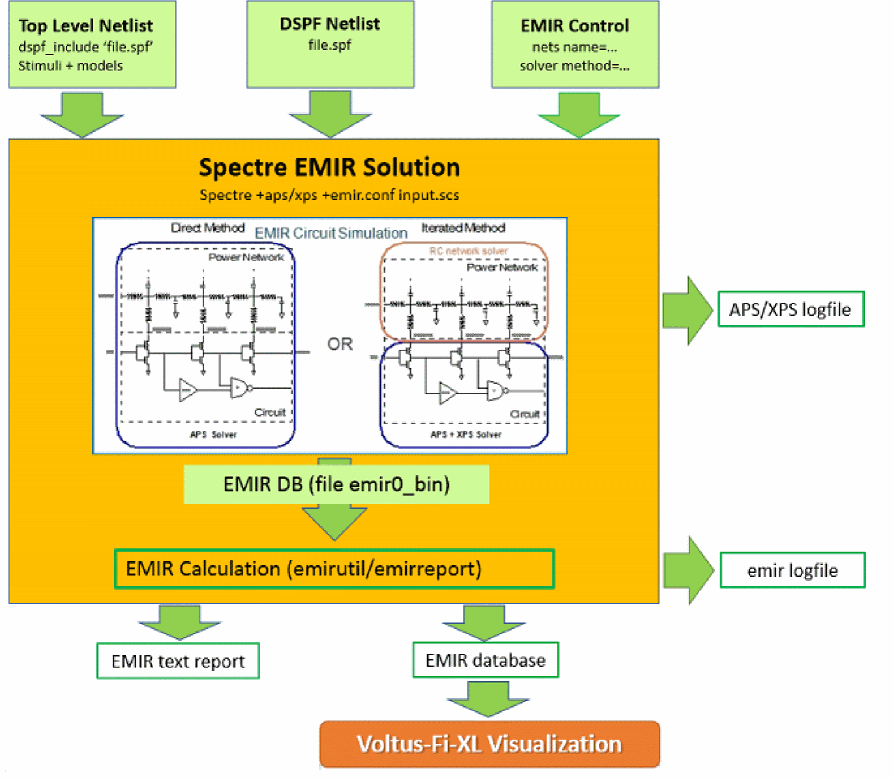 Top Level Netlist
dspf_include 'file.spf'
Stimuli + models
DSPF Netlist
file.spf
EMIR Control
nets name=...
solver method=...
Spectre EMIR Solution
Spectre +aps/xps +emir.conf input.scs
Direct Method
EMIR Circuit Simulation
Iterated Method
RC network solver
Power Network
Power Network
OR
Circuit
Circuit
APS Solver
APS + XPS Solver
APS/XPS logfile
EMIR DB (file emir0_bin)
EMIR Calculation (emirutil/emirreport)
emir logfile
EMIR text report
EMIR database
Voltus-Fi-XL Visualization